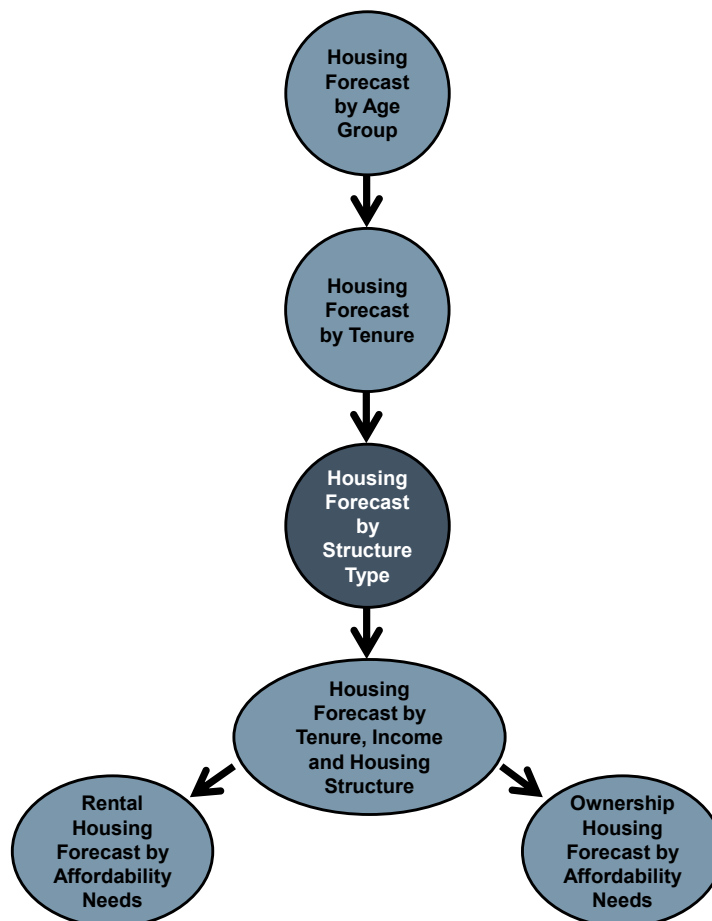 Housing
Forecast
by Age
Group
Housing
Forecast
by Tenure
Housing
Forecast
by
Structure
Type
Housing
Forecast by
Tenure, Income
and Housing
Structure
Rental
Housing
Forecast by
Affordability
Needs
Ownership
Housing
Forecast by
Affordability
Needs